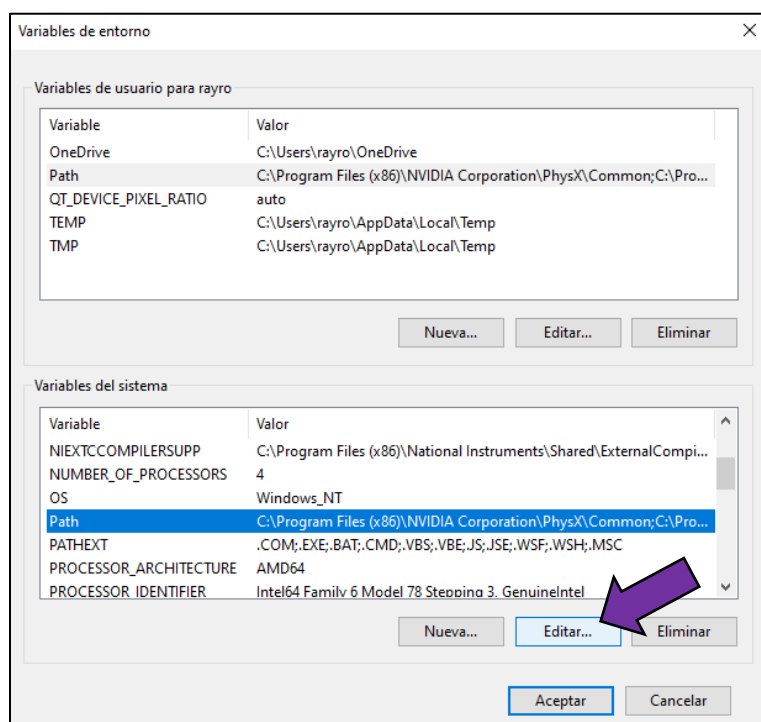 Variables de entorno
Variables de usuario para rayro
Variable Valor
OneDrive C:\Users\rayro\OneDrive
Path C:\Program Files (x86)\NVIDIA Corporation\PhysX\Common;C:\Pro...
QT_DEVICE_PIXEL_RATIO auto
TEMP C:\Users\rayro\AppData\Local\Temp
TMP C:\Users\rayro\AppData\Local\Temp
Nueva... Editar... Eliminar
Variables del sistema
Variable Valor
NIEXTCCOMPILERSUPP C:\Program Files (x86)\National Instruments\Shared\ExternalCompi...
NUMBER_OF_PROCESSORS 4
OS Windows_NT
Path C:\Program Files (x86)\NVIDIA Corporation\PhysX\Common;C:\Pro...
PATHEXT .COM;.EXE;.BAT;.CMD;.VBS;.VBE;.JS;.JSE;.WSF;.WSH;.MSC
PROCESSOR_ARCHITECTURE AMD64
PROCESSOR_IDENTIFIER Intel64 Family 6 Model 78 Stepping 3, GenuineIntel
Nueva... Editar... Eliminar
Aceptar Cancelar